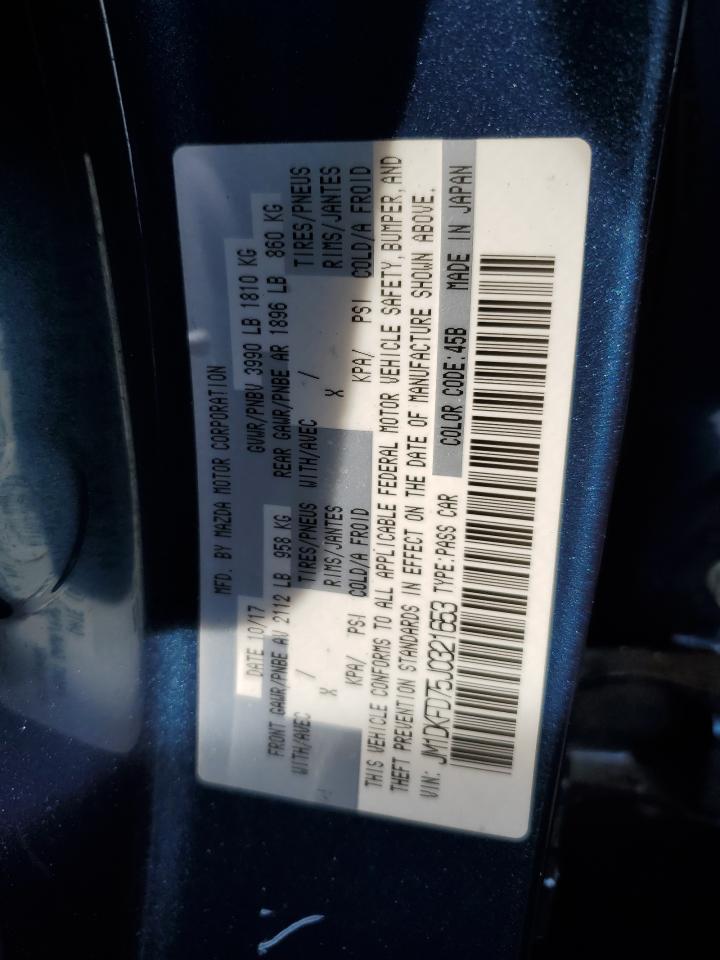 MFD. BY MAZDA MOTOR CORPORATION
DATE 10/17 GVWR/PNBV 3990 LB 1810 KG
FRONT GAWR/PNBE AV 2112 LB 958 KG REAR GAWR/PNBE AR 1896 LB 860 KG
WITH/AVEC / TIRES/PNEUS WITH/AVEC / TIRES/PNEUS
X RIMS/JANTES X RIMS/JANTES
KPA/ PSI COLD/A FROID KPA/ PSI COLD/A FROID
THIS VEHICLE CONFORMS TO ALL APPLICABLE FEDERAL MOTOR VEHICLE SAFETY, BUMPER, AND
THEFT PREVENTION STANDARDS IN EFFECT ON THE DATE OF MANUFACTURE SHOWN ABOVE.
VIN: JM1DKFD75J0321653 TYPE:PASS CAR COLOR CODE:45B MADE IN JAPAN